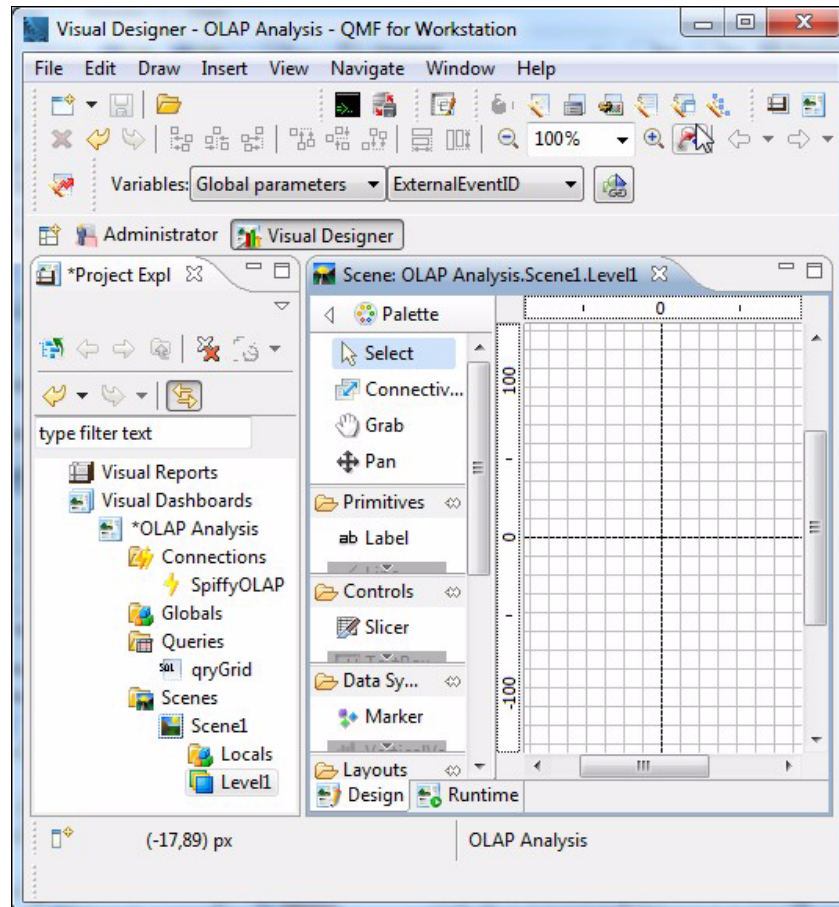 Visual Designer - OLAP Analysis - QMF for Workstation
File Edit Draw Insert View Navigate Window Help
100%
Variables: Global parameters ExternalEventID
Administrator Visual Designer
*Project Expl
Scene: OLAP Analysis.Scene1.Level1
Palette
0
Select
Connectiv...
100
Grab
type filter text
Pan
Visual Reports
Visual Dashboards
Primitives
*OLAP Analysis
ab Label
0
Connections
SpiffyOLAP
Controls
Globals
Slicer
Queries
SQL qryGrid
Data Sy...
-100
Scenes
Marker
Scene1
Locals
Layouts
Level1
Design Runtime
(-17,89) px
OLAP Analysis